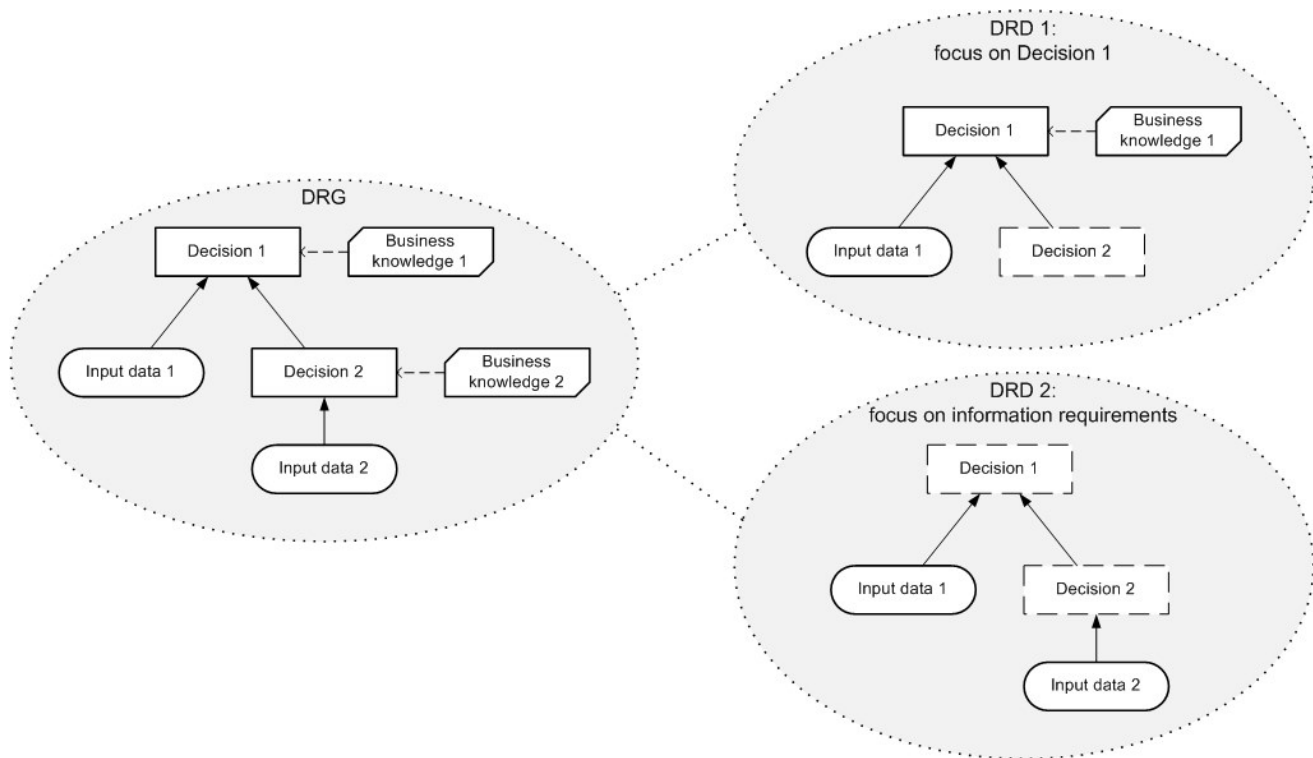 DRG
Decision 1
Business
knowledge 1
Input data 1
Decision 2
Business
knowledge 2
Input data 2
DRD 1:
focus on Decision 1
Decision 1
Business
knowledge 1
Input data 1
Decision 2
DRD 2:
focus on information requirements
Decision 1
Input data 1
Decision 2
Input data 2